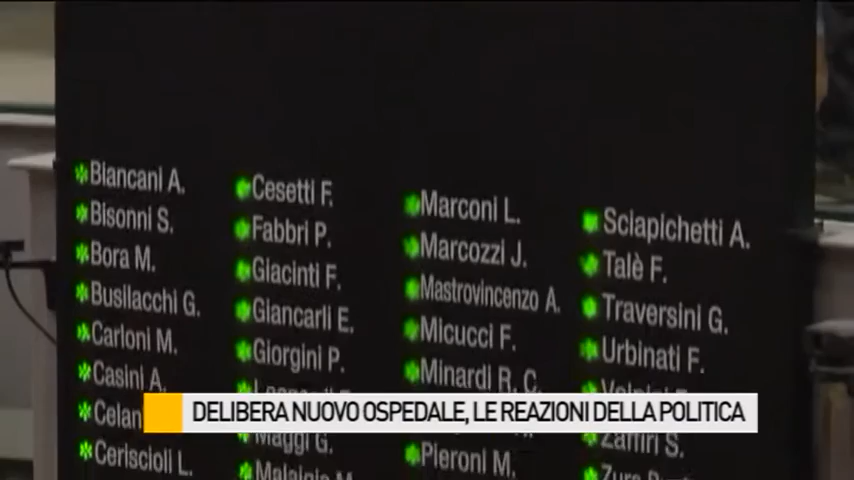 Biancani A.
Bisonni S.
Bora M.
Busilacchi G.
Carloni M.
Casini A.
Ceriscioli L.
Cesetti F.
Fabbri P.
Giacinti F.
Giancarli E.
Giorgini P.
Maggi G.
Marconi L.
Marcozzi J.
Mastrovincenzo A.
Micucci F.
Minardi R. C.
Pieroni M.
Sciapichetti A.
Talè F.
Traversini G.
Urbinati F.
Zaffiri S.
DELIBERA NUOVO OSPEDALE, LE REAZIONI DELLA POLITICA